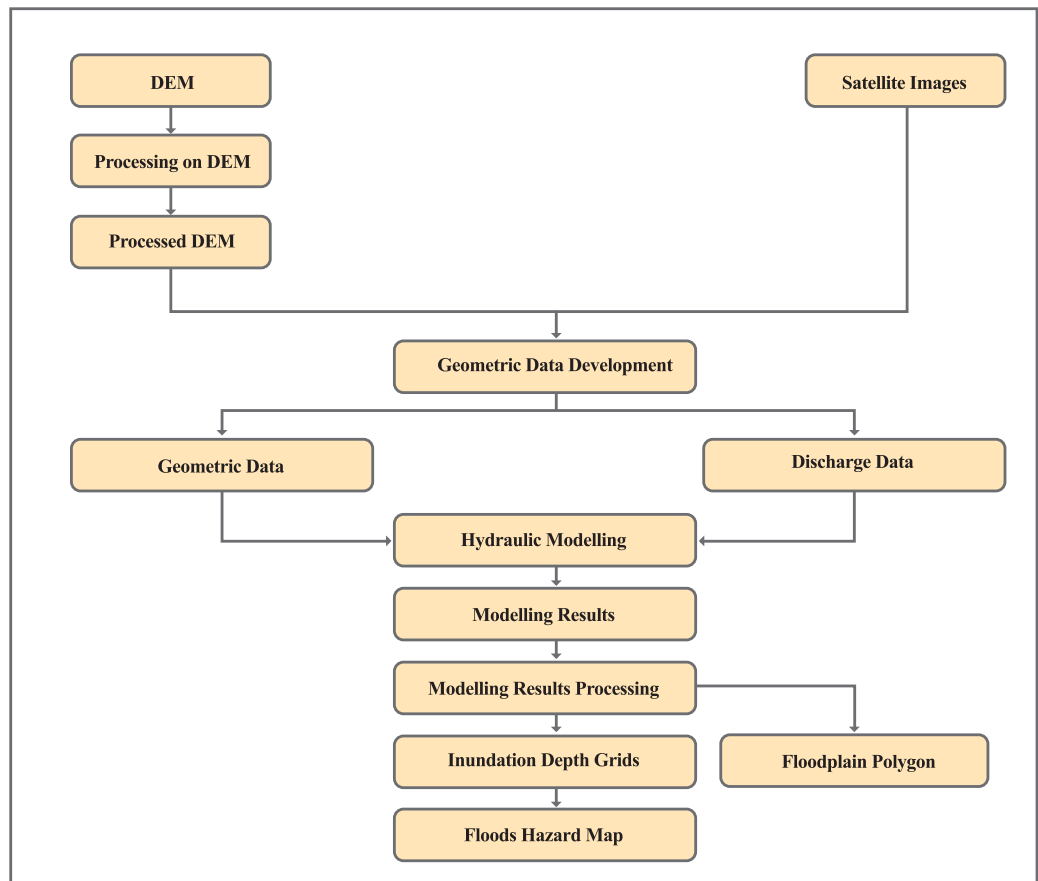 DEM
Satellite Images
Processing on DEM
Processed DEM
Geometric Data Development
Geometric Data
Discharge Data
Hydraulic Modelling
Modelling Results
Modelling Results Processing
Inundation Depth Grids
Floodplain Polygon
Floods Hazard Map